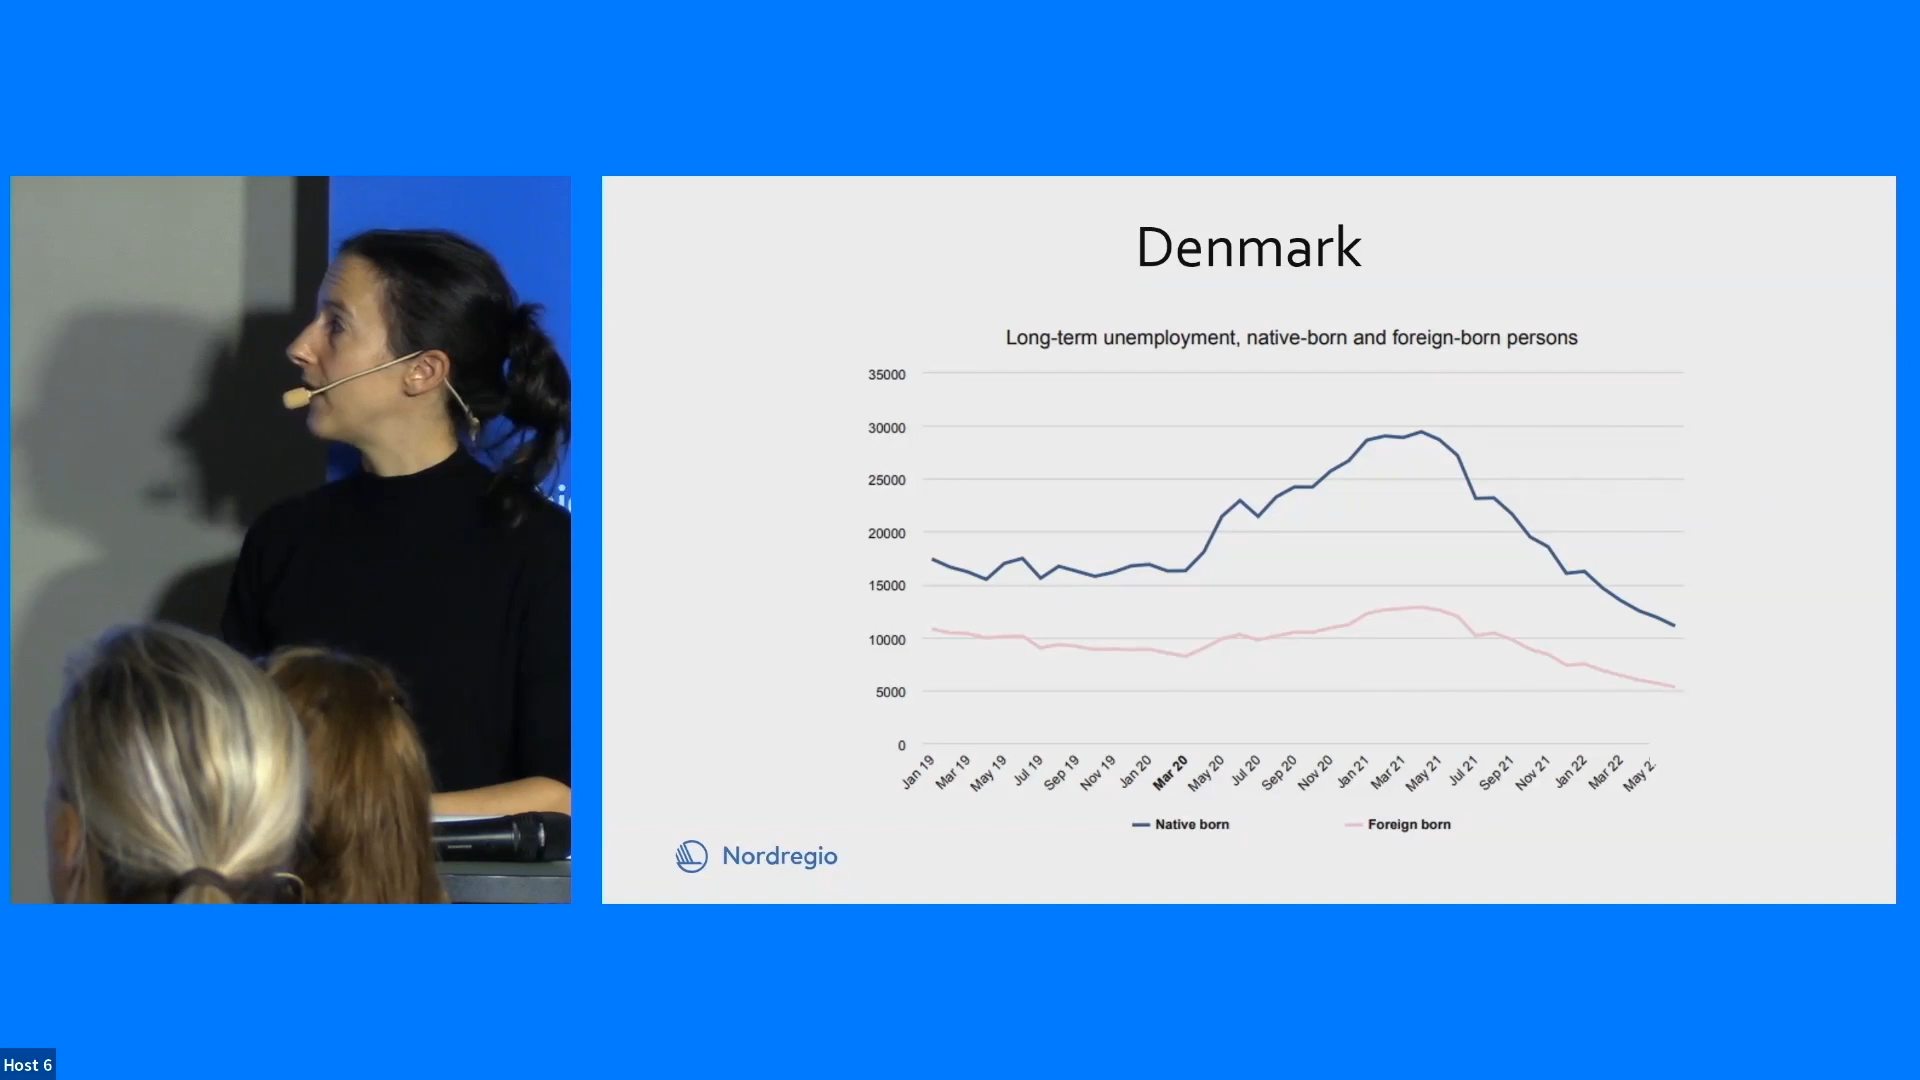 Denmark
Long-term unemployment, native-born and foreign-born persons
35000
30000
25000
20000
15000
10000
5000
0
Jan 19
Mar 19
May 19
Jul 19
Sep 19
Nov 19
Jan 20
Mar 20
May 20
Jul 20
Sep 20
Nov 20
Jan 21
Mar 21
May 21
Jul 21
Sep 21
Nov 21
Jan 22
Mar 22
May 2
Native born
Foreign born
Nordregio
Host 6